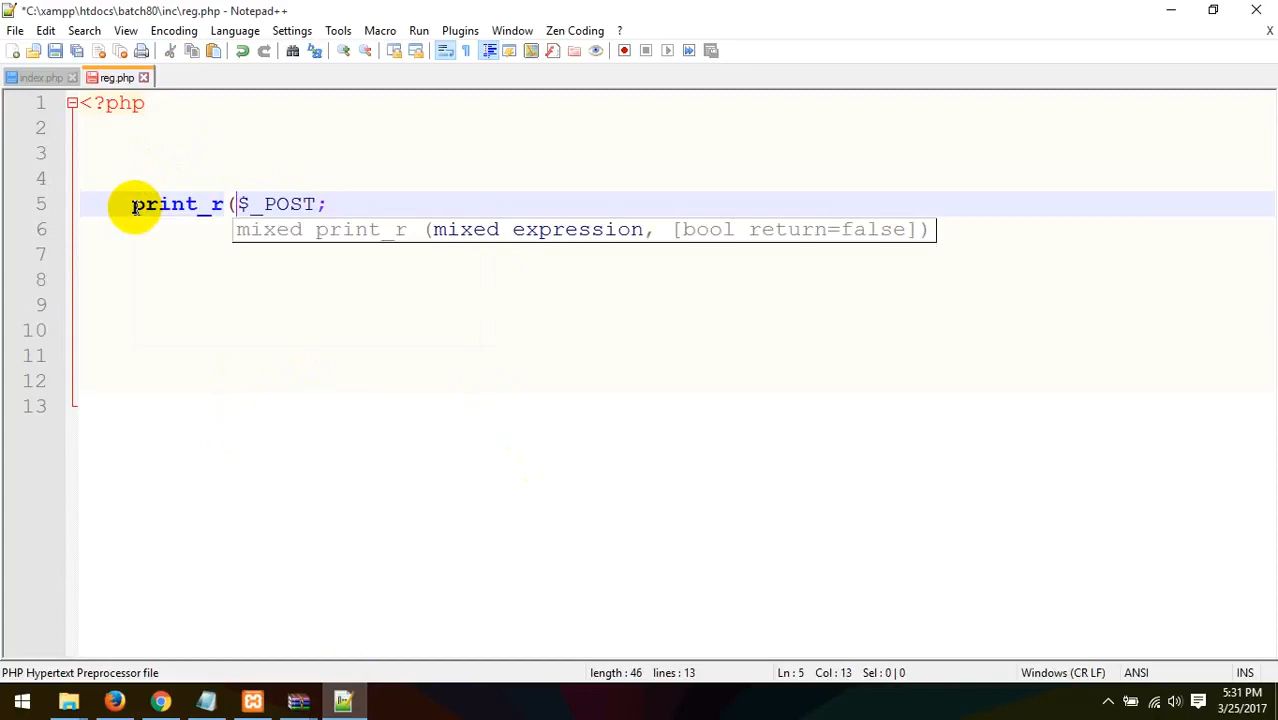 *C:\xampp\htdocs\batch80\inc\reg.php - Notepad++
File Edit Search View Encoding Language Settings Tools Macro Run Plugins Window Zen Coding ? X
index.php reg.php
1 <?php
2
3
4
5 print_r($_POST;
6 mixed print_r (mixed expression, [bool return=false])
7
8
9
10
11
12
13
PHP Hypertext Preprocessor file length : 46 lines : 13 Ln : 5 Col : 13 Sel : 0 | 0 Windows (CR LF) ANSI INS
5:31 PM
3/25/2017